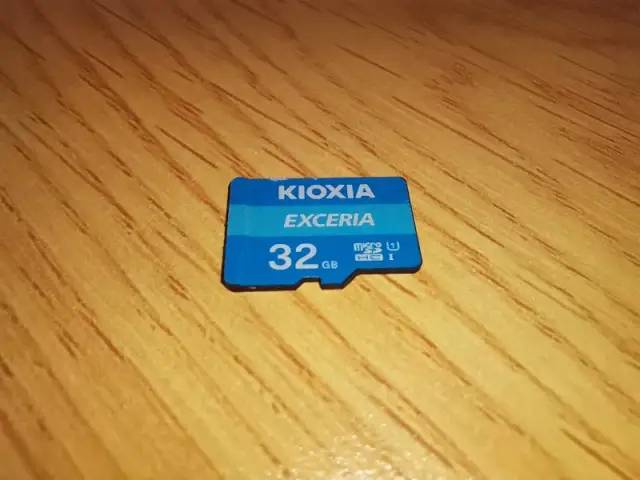 KIOXIA
EXCERIA
32 GB micro SD HC U1 I